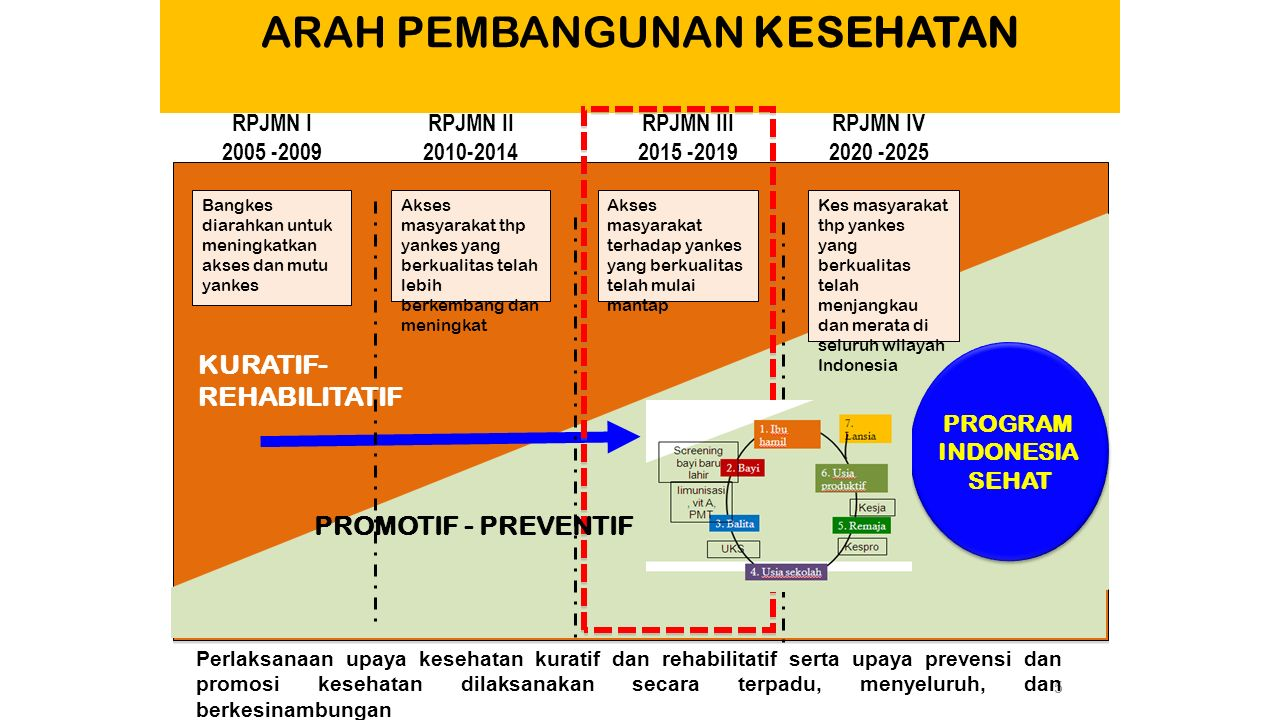 ARAH PEMBANGUNAN KESEHATAN
RPJMN I
2005 -2009
RPJMN II
2010-2014
RPJMN III
2015 -2019
RPJMN IV
2020 -2025
Bangkes
diarahkan untuk
meningkatkan
akses dan mutu
yankes
Akses
masyarakat thp
yankes yang
berkualitas telah
lebih
berkembang dan
meningkat
Akses
masyarakat
terhadap yankes
yang berkualitas
telah mulai
mantap
Kes masyarakat
thp yankes
yang
berkualitas
telah
menjangkau
dan merata di
seluruh wilayah
Indonesia
KURATIF-
REHABILITATIF
PROMOTIF - PREVENTIF
1. Ibu
hamil
7.
Lansia
Screening
bayi baru
lahir
2. Bayi
6. Usia
produktif
Iimunisasi
, vit A,
PMT
Kesja
3. Balita
5. Remaja
UKS
Kespro
4. Usia sekolah
PROGRAM
INDONESIA
SEHAT
Perlaksanaan upaya kesehatan kuratif dan rehabilitatif serta upaya prevensi dan
promosi kesehatan dilaksanakan secara terpadu, menyeluruh, dan
berkesinambungan
3